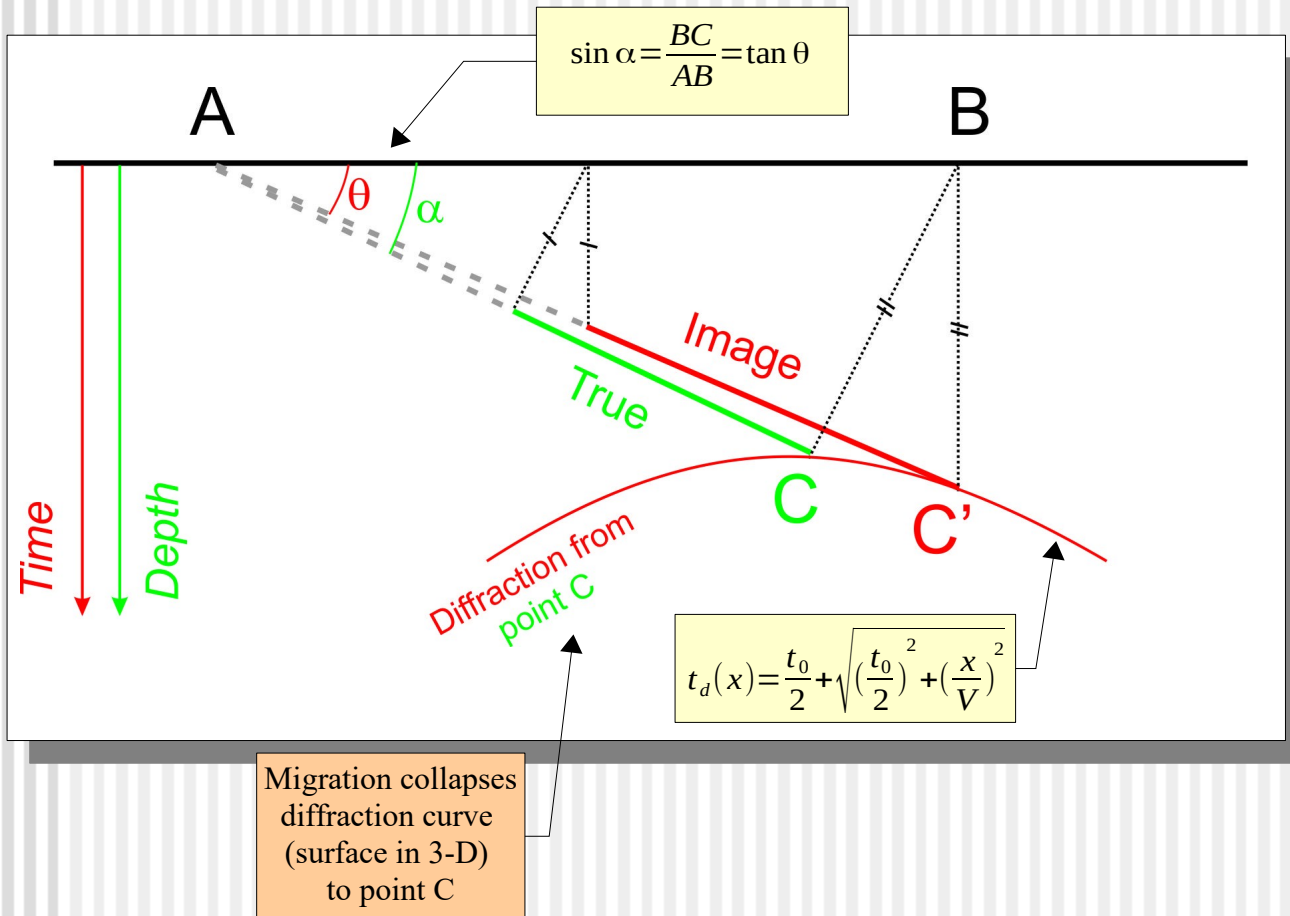 sin α = BC/AB = tan θ
A
B
θ
α
Image
True
Time
Depth
C
C’
Diffraction from
point C
t_d(x) = t_0/2 + √((t_0/2)^2 + (x/V)^2)
Migration collapses
diffraction curve
(surface in 3-D)
to point C